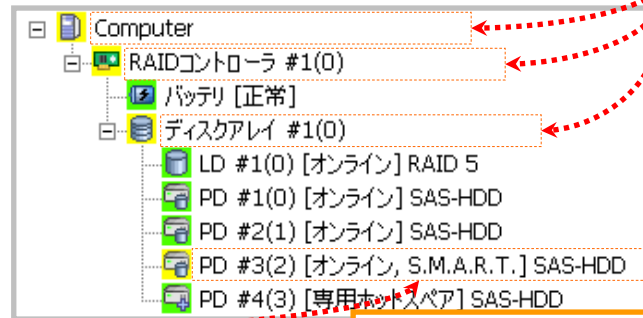 Computer
RAIDコントローラ #1(0)
バッテリ [正常]
ディスクアレイ #1(0)
LD #1(0) [オンライン] RAID 5
PD #1(0) [オンライン] SAS-HDD
PD #2(1) [オンライン] SAS-HDD
PD #3(2) [オンライン, S.M.A.R.T.] SAS-HDD
PD #4(3) [専用ホットスペア] SAS-HDD